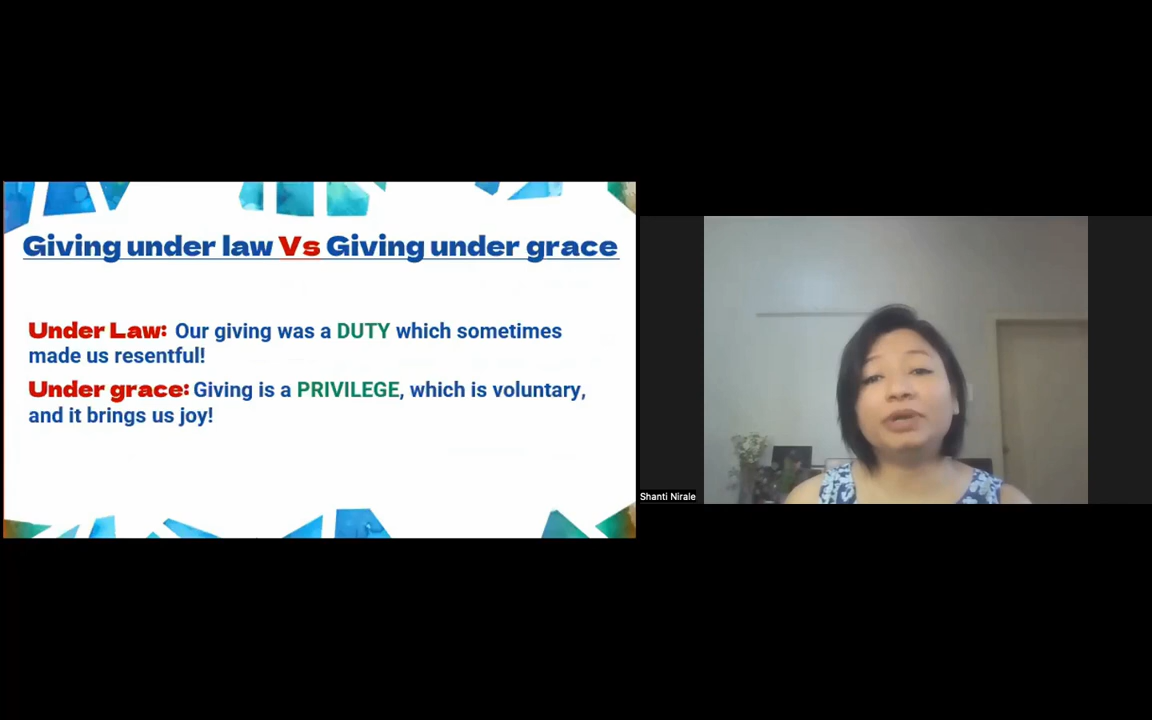 Giving under law Vs Giving under grace
Under Law: Our giving was a DUTY which sometimes
made us resentful!
Under grace: Giving is a PRIVILEGE, which is voluntary,
and it brings us joy!
Shanti Nirale